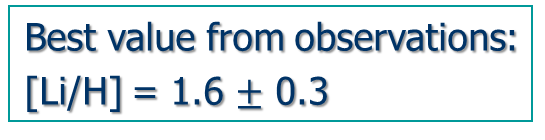 Best value from observations:
[Li/H] = 1.6 ± 0.3